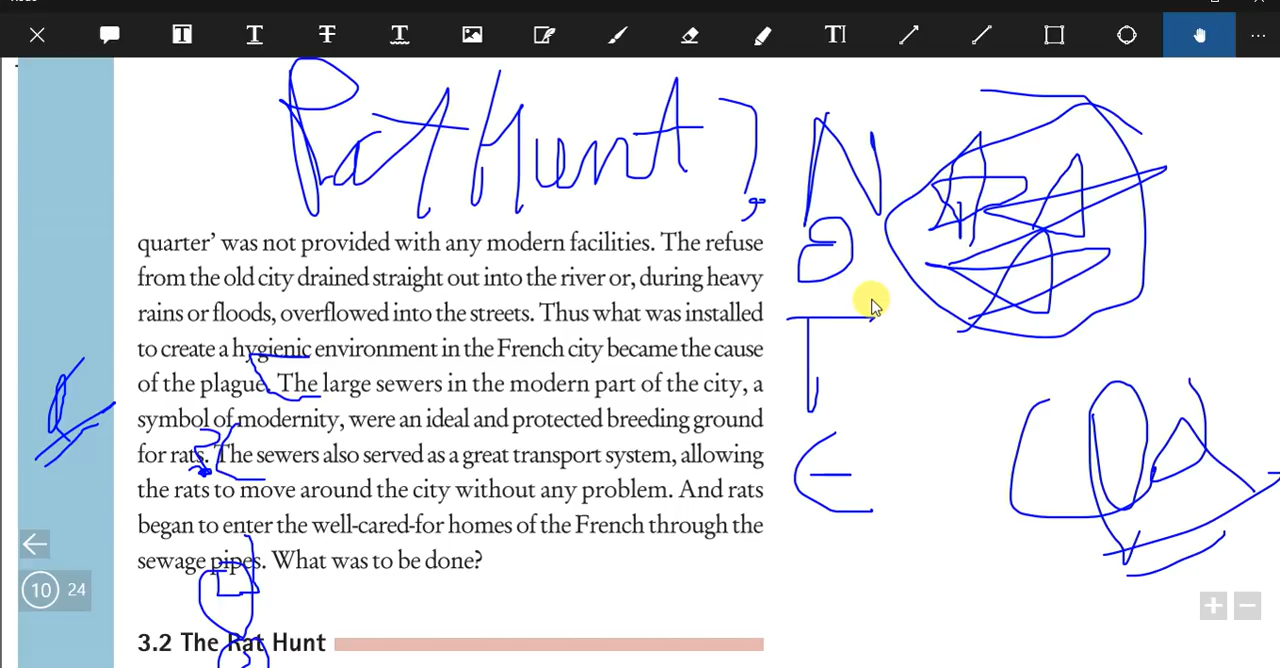 Rat Hunt ?
N
O
T
E
quarter’ was not provided with any modern facilities. The refuse
from the old city drained straight out into the river or, during heavy
rains or floods, overflowed into the streets. Thus what was installed
to create a hygienic environment in the French city became the cause
of the plague. The large sewers in the modern part of the city, a
symbol of modernity, were an ideal and protected breeding ground
for rats. The sewers also served as a great transport system, allowing
the rats to move around the city without any problem. And rats
began to enter the well-cared-for homes of the French through the
sewage pipes. What was to be done?
10 24
3.2 The Rat Hunt